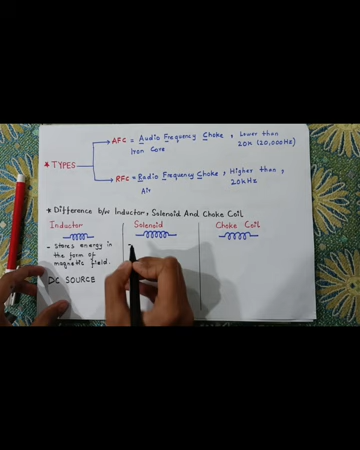 AFC = Audio Frequency Choke, Lower than
Iron Core 20K (20,000Hz)
* TYPES
RFC = Radio Frequency Choke, Higher than,
Air 20KHz
* Difference b/w Inductor, Solenoid And Choke Coil
Inductor Solenoid Choke Coil
- stores energy in
the form of
magnetic field.
DC SOURCE